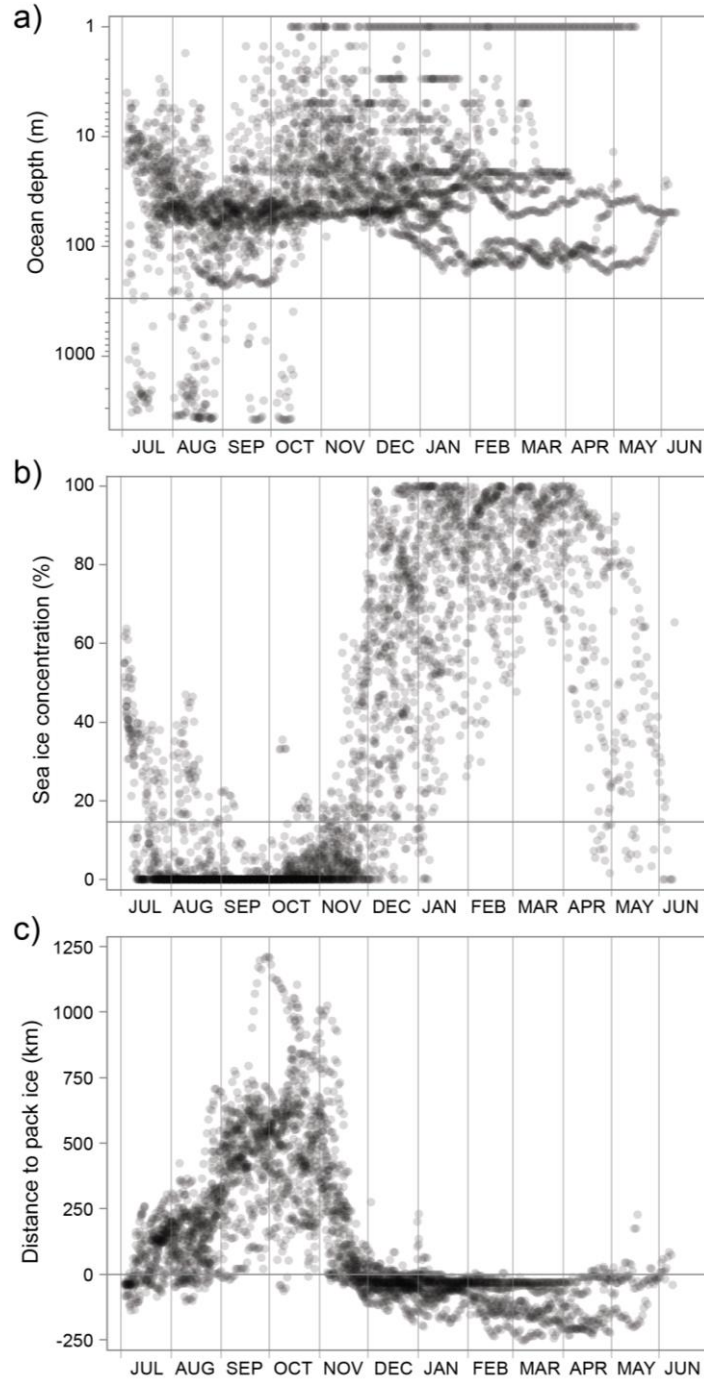 a)
Ocean depth (m)
1
10
100
1000
JUL AUG SEP OCT NOV DEC JAN FEB MAR APR MAY JUN
b)
Sea ice concentration (%)
100
80
60
40
20
0
JUL AUG SEP OCT NOV DEC JAN FEB MAR APR MAY JUN
c)
Distance to pack ice (km)
1250
1000
750
500
250
0
-250
JUL AUG SEP OCT NOV DEC JAN FEB MAR APR MAY JUN